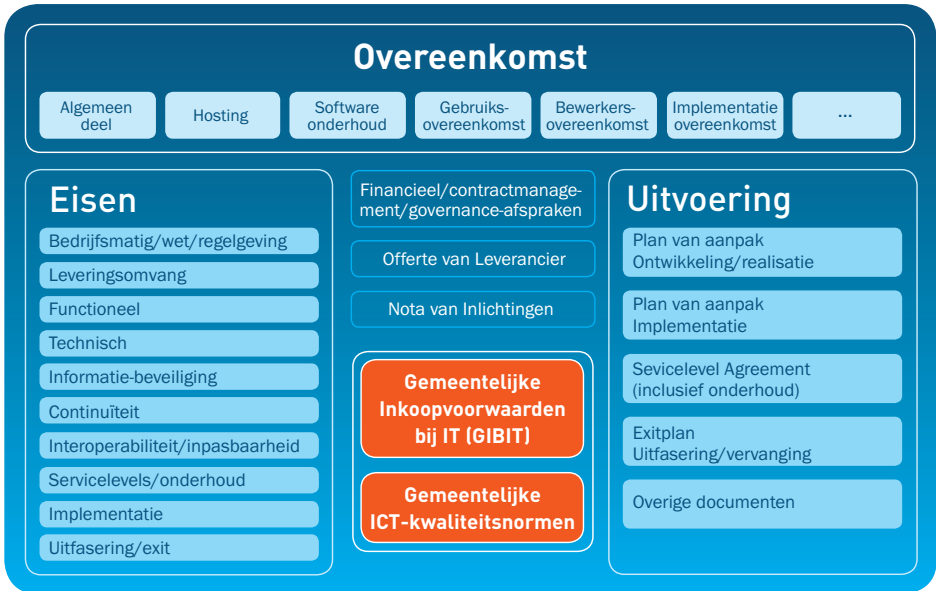 Overeenkomst
Algemeen
deel
Hosting
Software
onderhoud
Gebruiks-
overeenkomst
Bewerkers-
overeenkomst
Implementatie
overeenkomst
...
Eisen
Bedrijfsmatig/wet/regelgeving
Leveringsomvang
Functioneel
Technisch
Informatie-beveiliging
Continuïteit
Interoperabiliteit/inpasbaarheid
Servicelevels/onderhoud
Implementatie
Uitfasering/exit
Financieel/contractmanage-
ment/governance-afspraken
Offerte van Leverancier
Nota van Inlichtingen
Gemeentelijke
Inkoopvoorwaarden
bij IT (GIBIT)
Gemeentelijke
ICT-kwaliteitsnormen
Uitvoering
Plan van aanpak
Ontwikkeling/realisatie
Plan van aanpak
Implementatie
Sevicelevel Agreement
(inclusief onderhoud)
Exitplan
Uitfasering/vervanging
Overige documenten